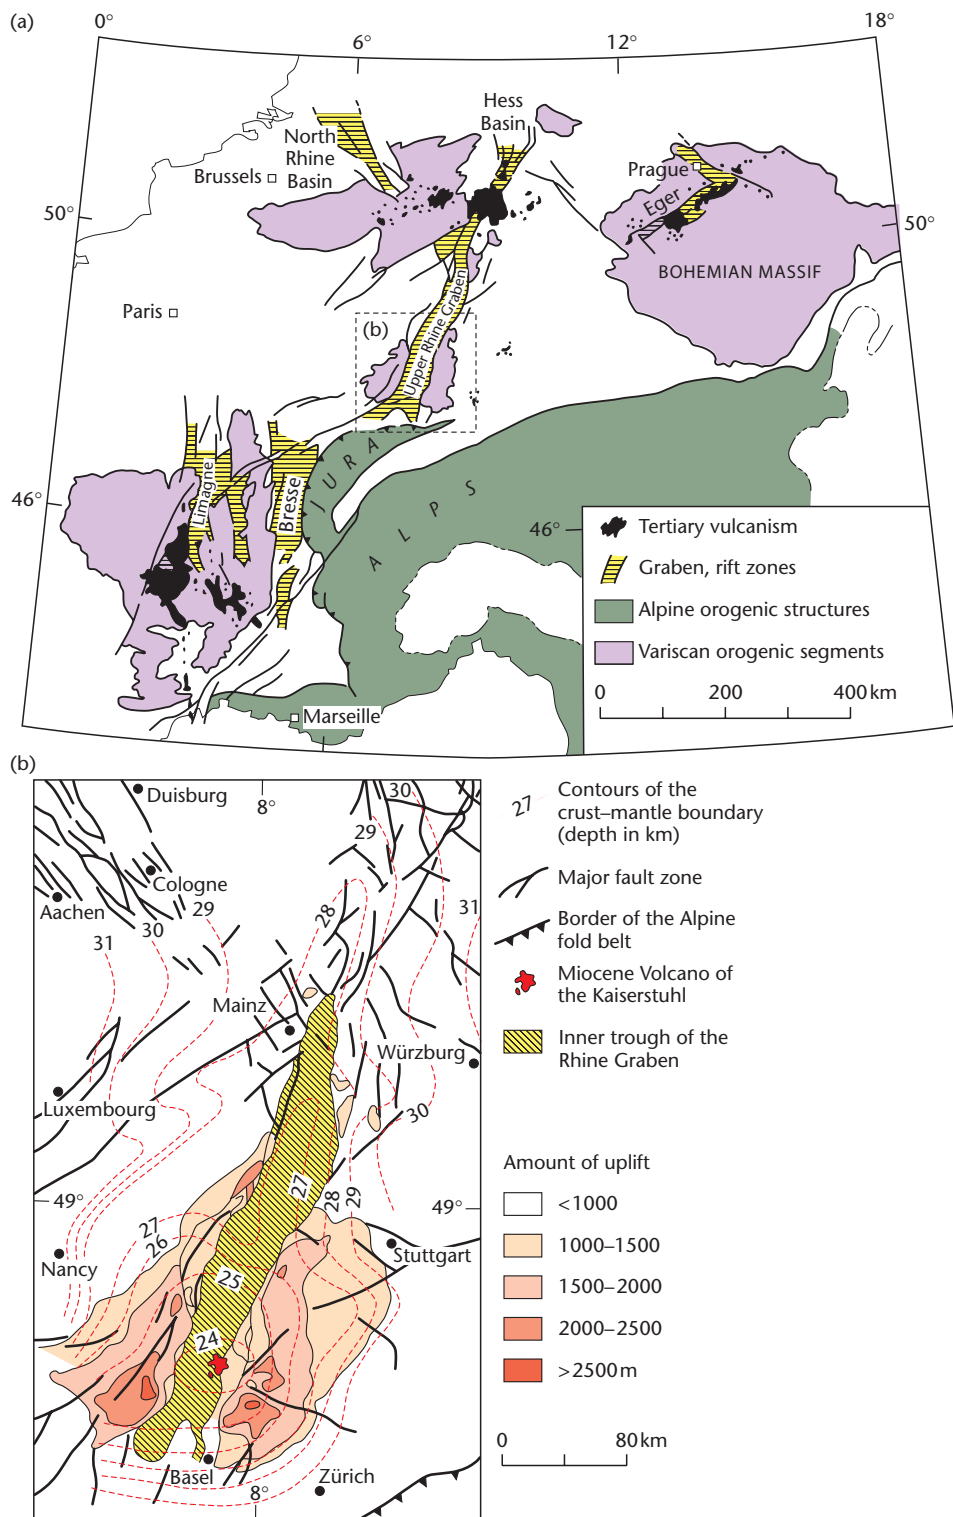 (a)
0°
6°
12°
18°
Hess
Basin
North
Rhine
Basin
Brussels
Prague
Eger
50°
50°
BOHEMIAN MASSIF
Paris
(b)
Upper Rhine Graben
JURA
Limagne
Bresse
ALPS
46°
46°
Tertiary vulcanism
Graben, rift zones
Alpine orogenic structures
Variscan orogenic segments
0 200 400 km
Marseille
(b)
Duisburg
8°
30
29
Cologne
Aachen
29
30
31
28
31
Mainz
Würzburg
Luxembourg
30
49°
27
28
29
49°
27
26
Nancy
Stuttgart
25
24
Basel
Zürich
8°
27
Contours of the
crust–mantle boundary
(depth in km)
Major fault zone
Border of the Alpine
fold belt
Miocene Volcano of
the Kaiserstuhl
Inner trough of the
Rhine Graben
Amount of uplift
<1000
1000–1500
1500–2000
2000–2500
>2500 m
0 80 km